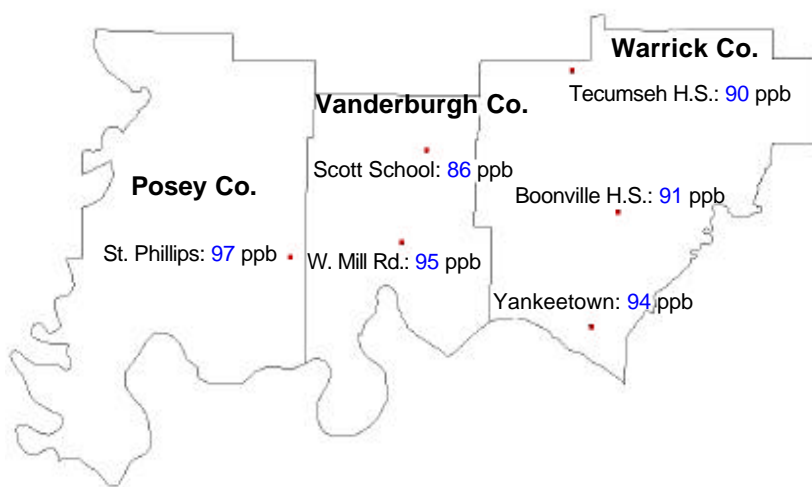 Warrick Co.
Tecumseh H.S.: 90 ppb
Vanderburgh Co.
Scott School: 86 ppb
Posey Co.
Boonville H.S.: 91 ppb
St. Phillips: 97 ppb
W. Mill Rd.: 95 ppb
Yankeetown: 94 ppb